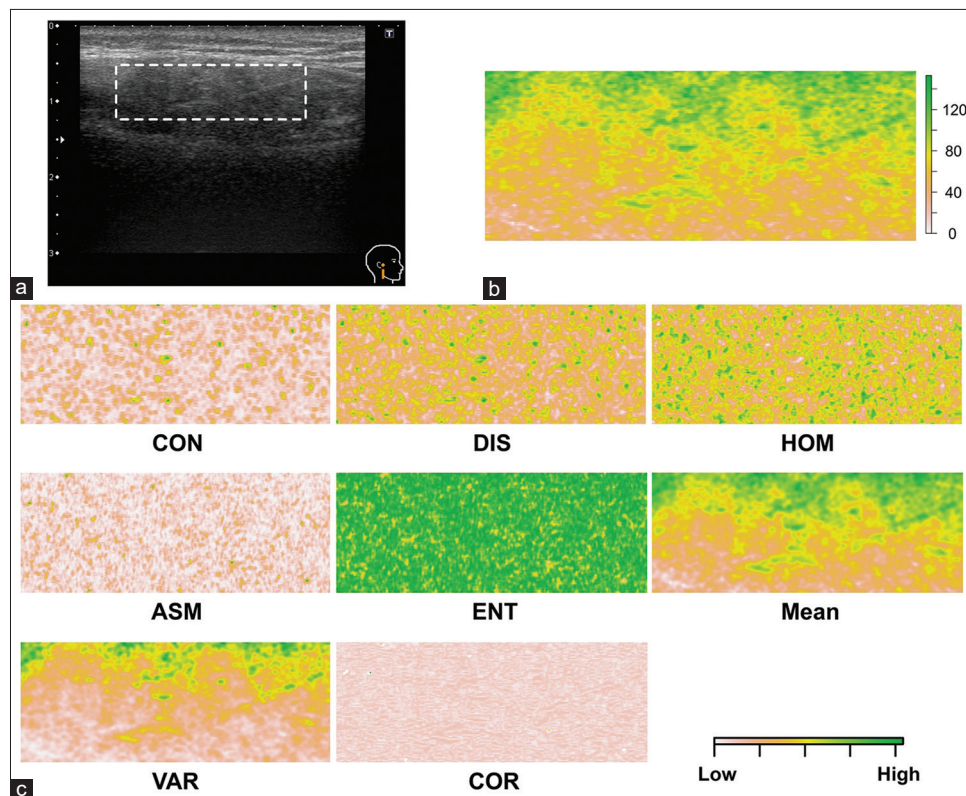 0
T
1
2
3
C
a
120
80
40
0
b
CON DIS HOM
ASM ENT Mean
VAR COR
Low High
c